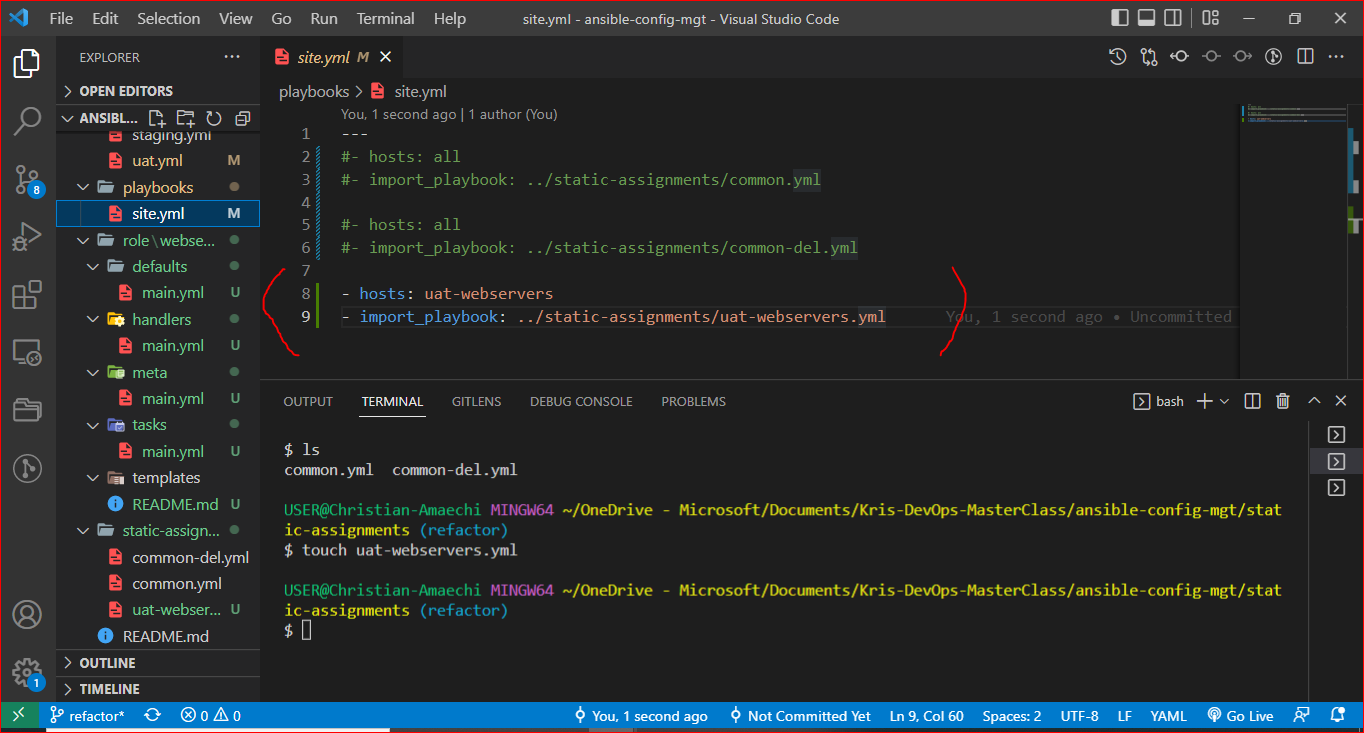 File Edit Selection View Go Run Terminal Help site.yml - ansible-config-mgt - Visual Studio Code
EXPLORER ...
OPEN EDITORS
ANSIBL...
staging.yml
uat.yml M
playbooks
site.yml M
role\webse...
defaults
main.yml U
handlers
main.yml U
meta
main.yml U
tasks
main.yml U
templates
README.md U
static-assign...
common-del.yml
common.yml
uat-webser... U
README.md
OUTLINE
TIMELINE
8
1
site.yml M
playbooks > site.yml
You, 1 second ago | 1 author (You)
1 ---
2 #- hosts: all
3 #- import_playbook: ../static-assignments/common.yml
4
5 #- hosts: all
6 #- import_playbook: ../static-assignments/common-del.yml
7
8 - hosts: uat-webservers
9 - import_playbook: ../static-assignments/uat-webservers.yml You, 1 second ago • Uncommitted
OUTPUT TERMINAL GITLENS DEBUG CONSOLE PROBLEMS bash
$ ls
common.yml common-del.yml
USER@Christian-Amaechi MINGW64 ~/OneDrive - Microsoft/Documents/Kris-DevOps-MasterClass/ansible-config-mgt/stat
ic-assignments (refactor)
$ touch uat-webservers.yml
USER@Christian-Amaechi MINGW64 ~/OneDrive - Microsoft/Documents/Kris-DevOps-MasterClass/ansible-config-mgt/stat
ic-assignments (refactor)
$
refactor* 0 0 You, 1 second ago Not Committed Yet Ln 9, Col 60 Spaces: 2 UTF-8 LF YAML Go Live